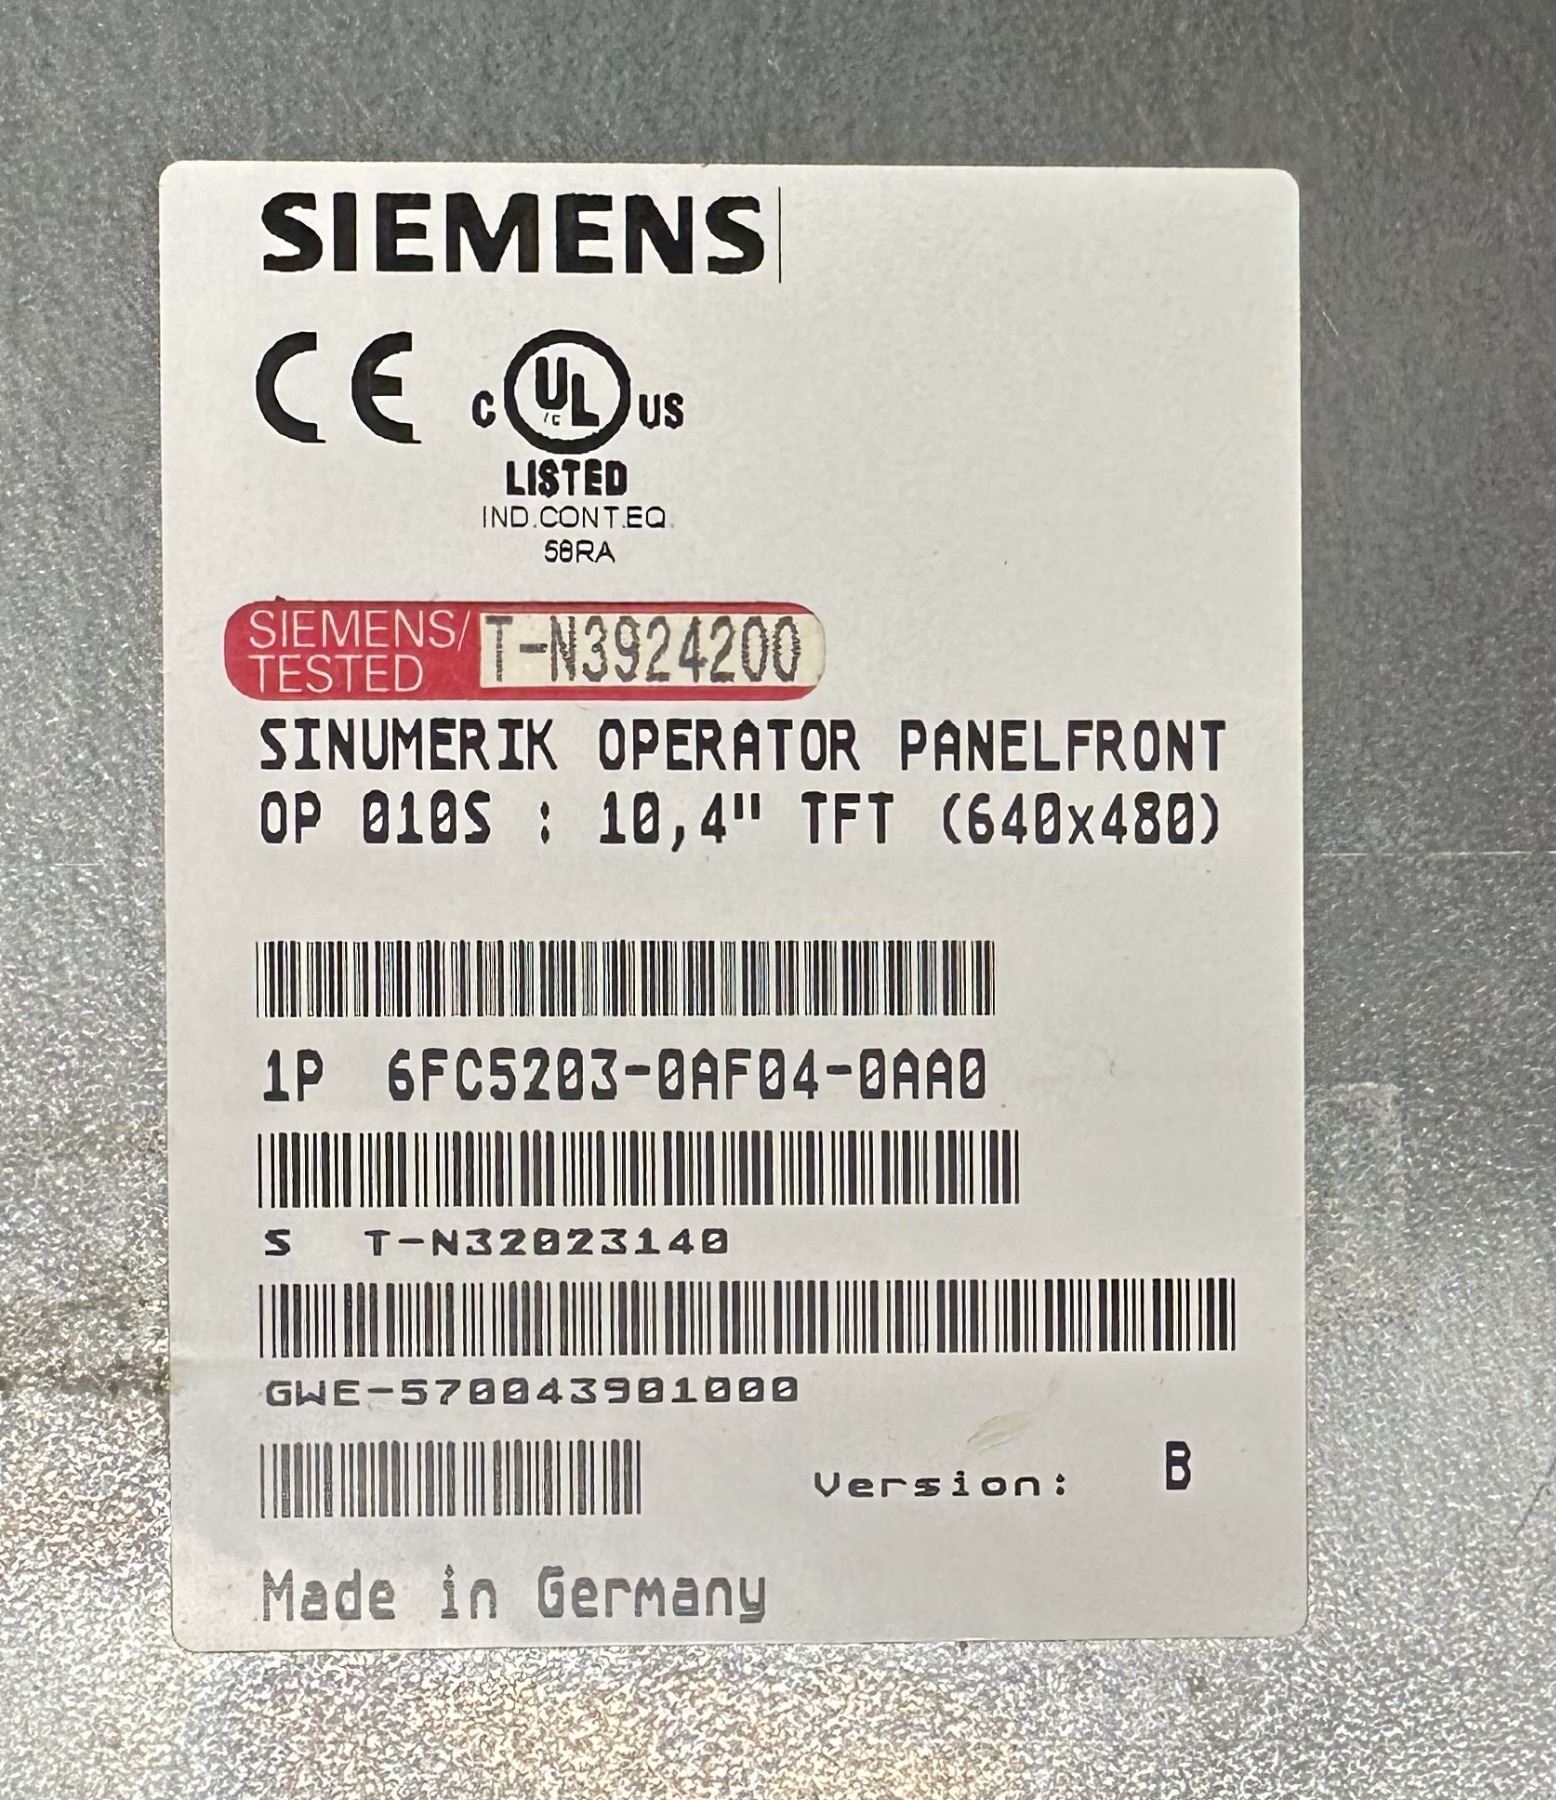 SIEMENS
CE C UL US
LISTED
IND.CONT.EQ.
58RA
SIEMENS/
TESTED
T-N3924200
SINUMERIK OPERATOR PANELFRONT
OP 010S : 10,4" TFT (640x480)
1P 6FC5203-0AF04-0AA0
S T-N32023140
GWE-570043901000
Version: B
Made in Germany